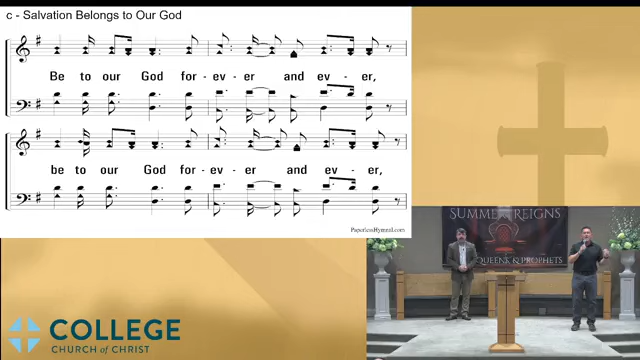 c - Salvation Belongs to Our God
Be to our God for - ev - er and ev - er,
be to our God for - ev - er and ev - er,
PaperlessHymnal.com
SUMMER REIGNS
QUEENS & PROPHETS
COLLEGE
CHURCH of CHRIST